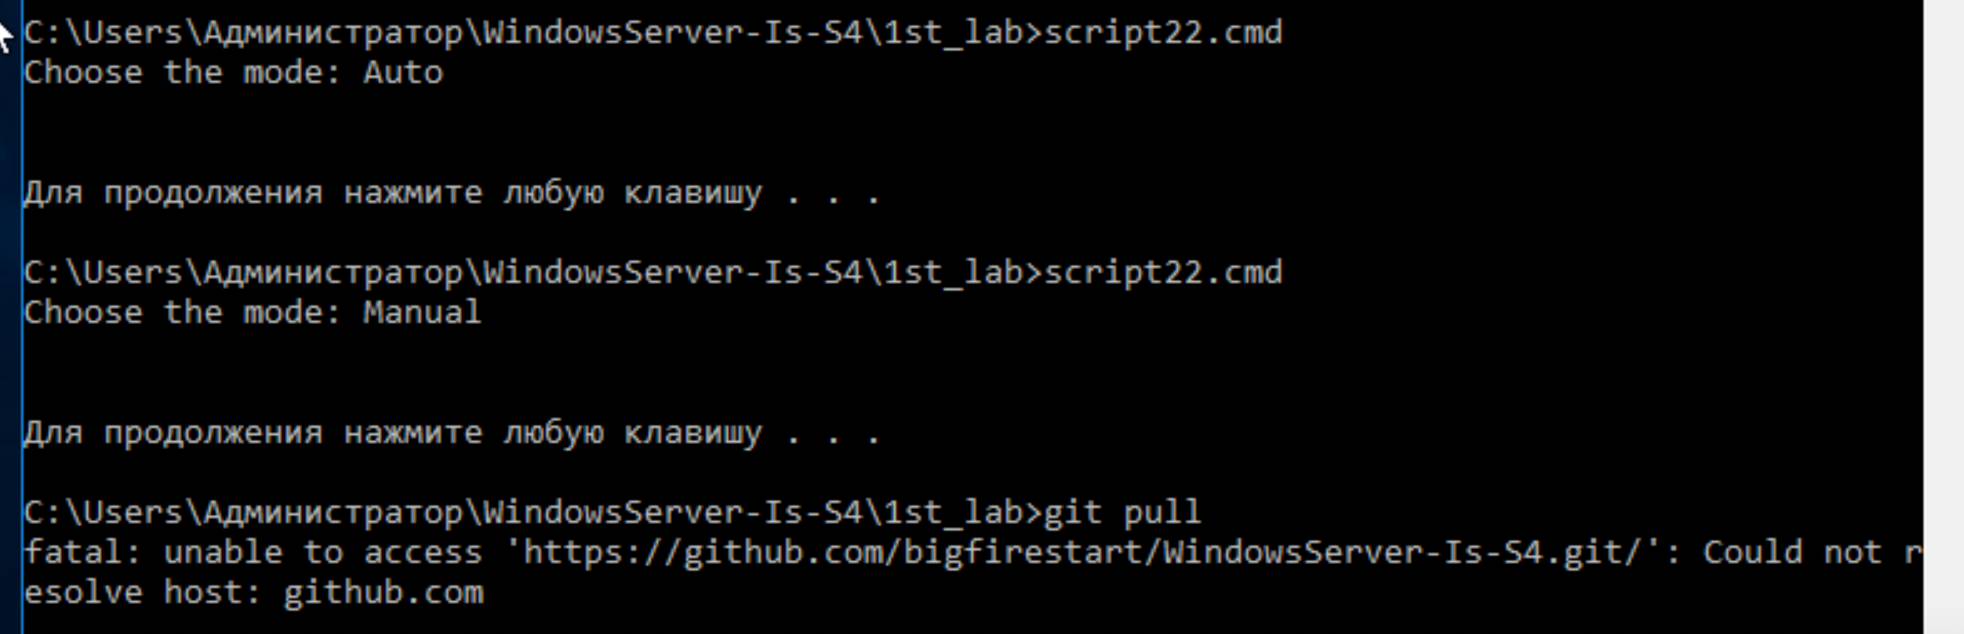 C:\Users\Администратор\WindowsServer-Is-S4\1st_lab>script22.cmd
Choose the mode: Auto
Для продолжения нажмите любую клавишу . . .
C:\Users\Администратор\WindowsServer-Is-S4\1st_lab>script22.cmd
Choose the mode: Manual
Для продолжения нажмите любую клавишу . . .
C:\Users\Администратор\WindowsServer-Is-S4\1st_lab>git pull
fatal: unable to access 'https://github.com/bigfirestart/WindowsServer-Is-S4.git/': Could not r
esolve host: github.com